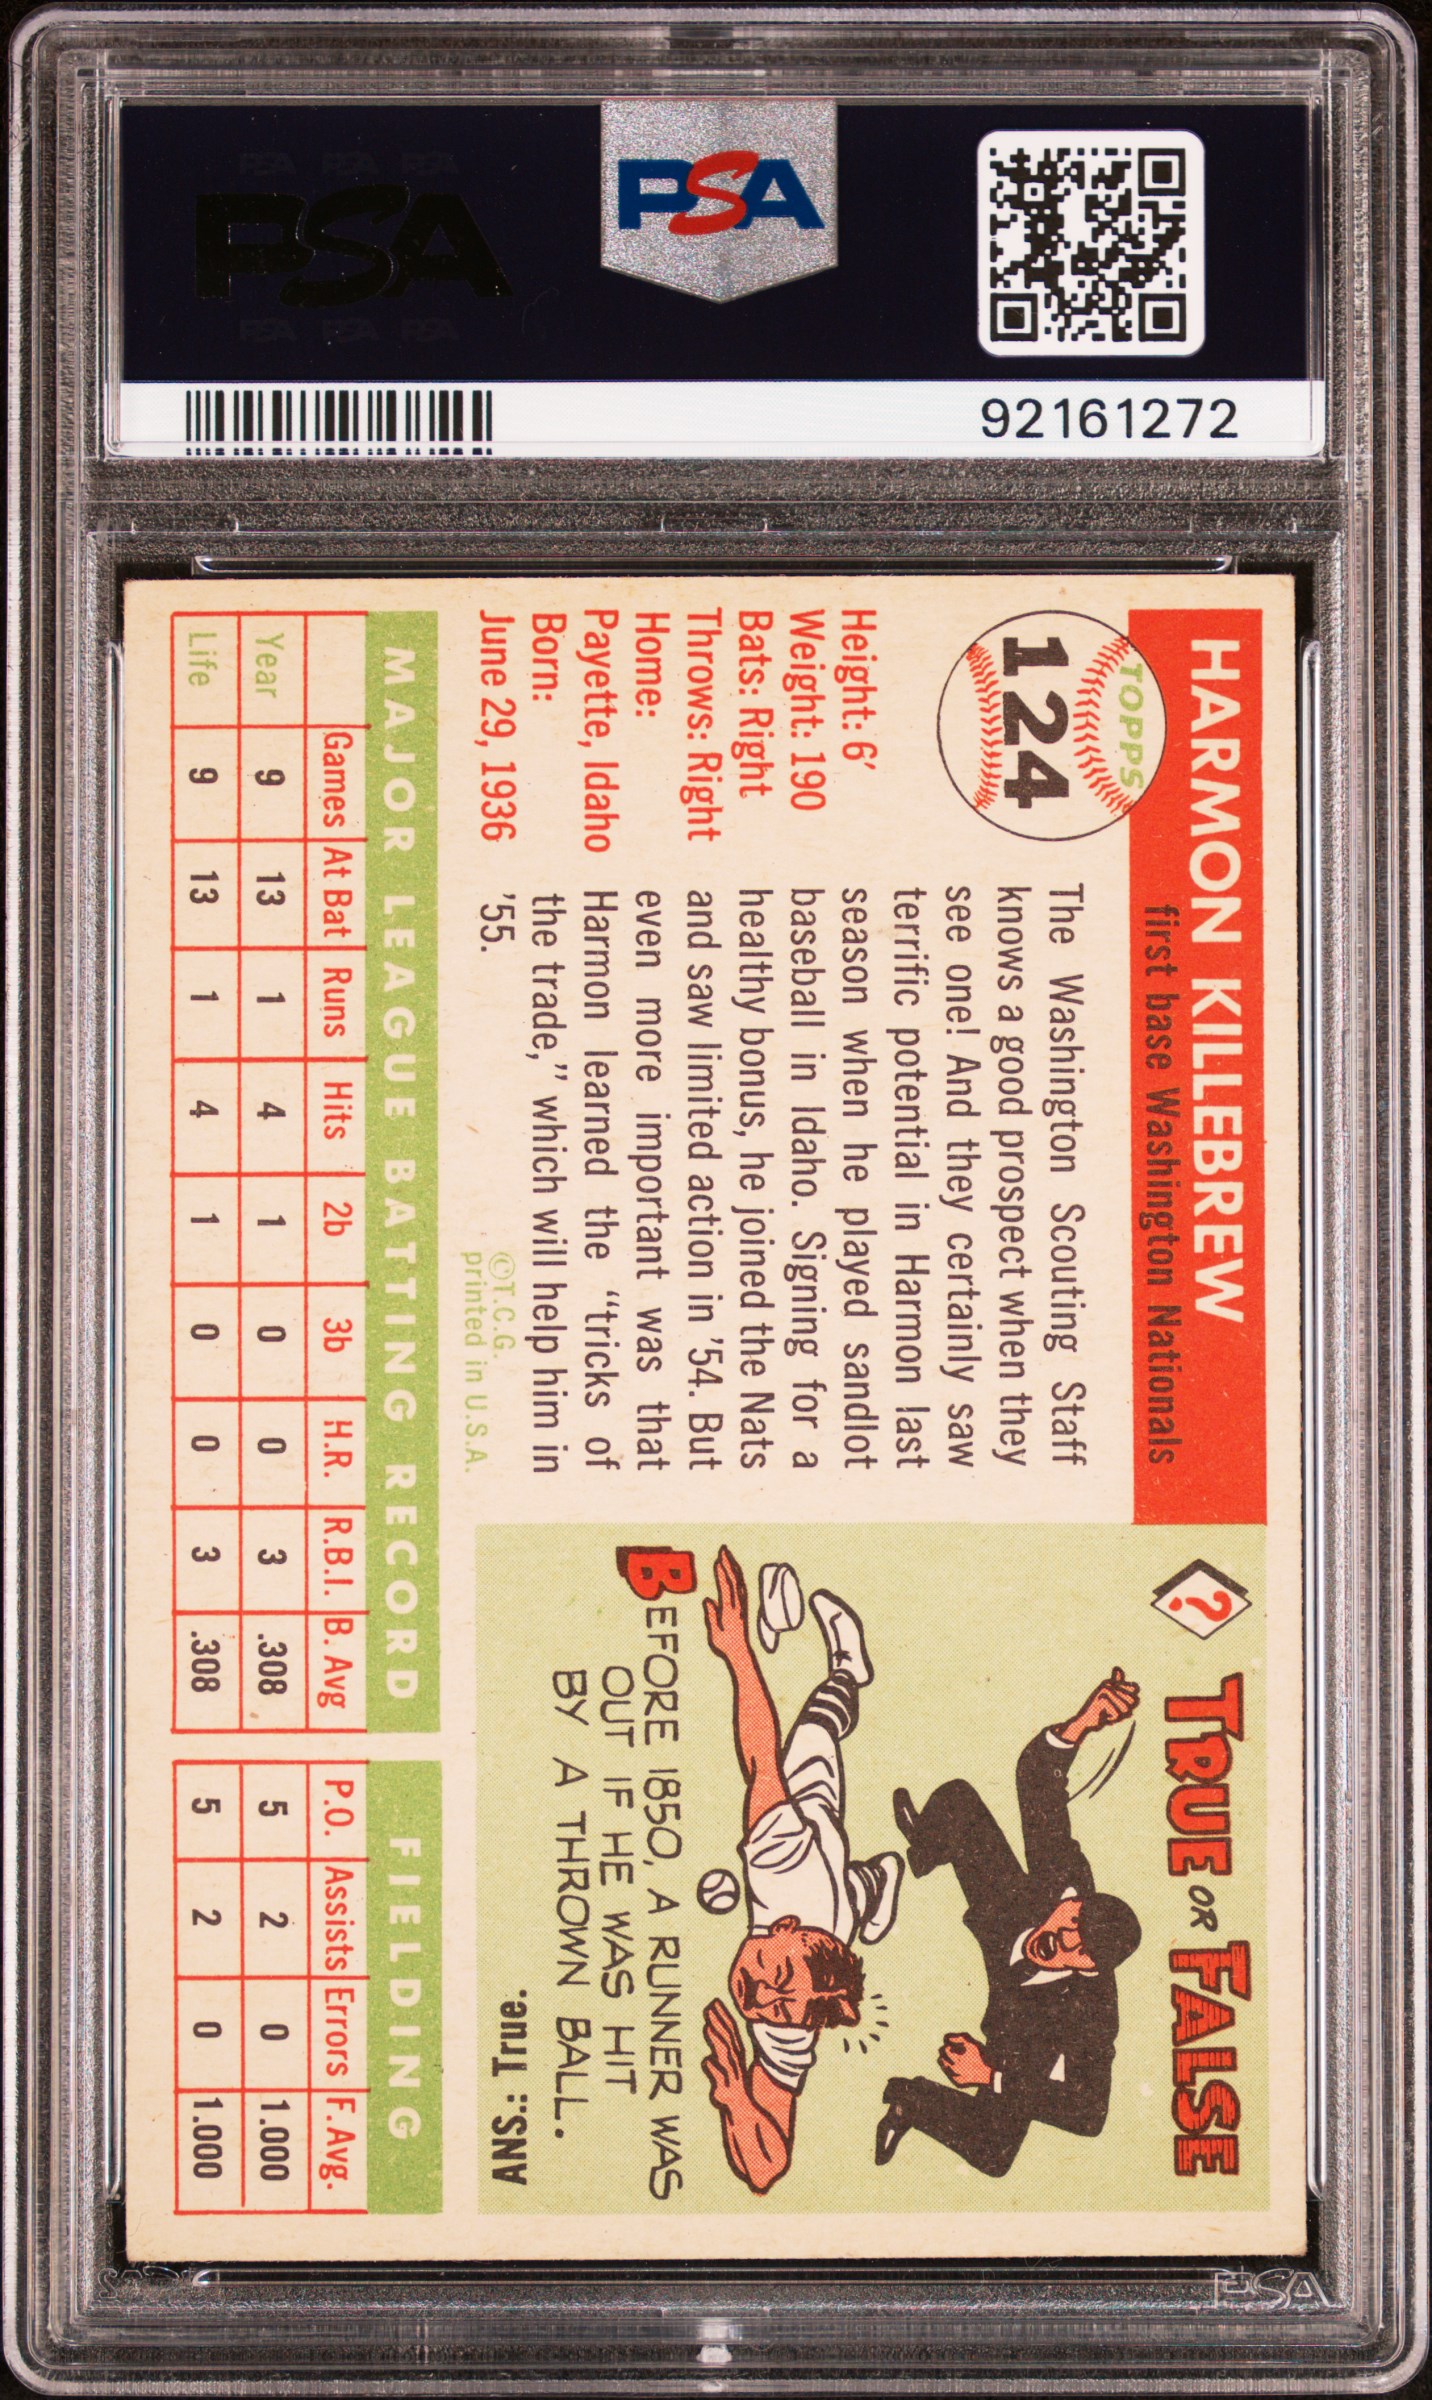 PSA PSA PSA
PSA
PSA PSA PSA
PSA
92161272
HARMON KILLEBREW
first base Washington Nationals
TOPPS
124
Height: 6'
Weight: 190
Bats: Right
Throws: Right
Home:
Payette, Idaho
Born:
June 29, 1936
The Washington Scouting Staff
knows a good prospect when they
see one! And they certainly saw
terrific potential in Harmon last
season when he played sandlot
baseball in Idaho. Signing for a
healthy bonus, he joined the Nats
and saw limited action in '54. But
even more important was that
Harmon learned the “tricks of
the trade,” which will help him in
'55.
©T.C.G.
printed in U.S.A.
?
TRUE OR FALSE
BEFORE 1850, A RUNNER WAS
OUT IF HE WAS HIT
BY A THROWN BALL.
ANS.: True.
MAJOR LEAGUE BATTING RECORD FIELDING
Games At Bat Runs Hits 2b 3b H.R. R.B.I. B. Avg P.O. Assists Errors F. Avg.
Year 9 13 1 4 1 0 0 3 .308 5 2 0 1.000
Life 9 13 1 4 1 0 0 3 .308 5 2 0 1.000
PSA